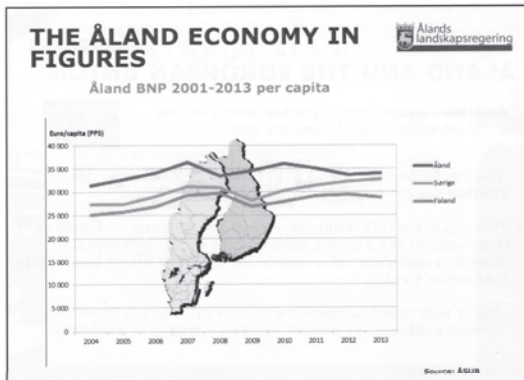 THE ÅLAND ECONOMY IN
FIGURES
Ålands
landskapsregering
Åland BNP 2001-2013 per capita
Euro/capita (PPS)
40 000
35 000
30 000
25 000
20 000
15 000
10 000
5 000
0
2004 2005 2006 2007 2008 2009 2010 2011 2012 2013
Åland
Sverige
Finland
Source: ÅSUB